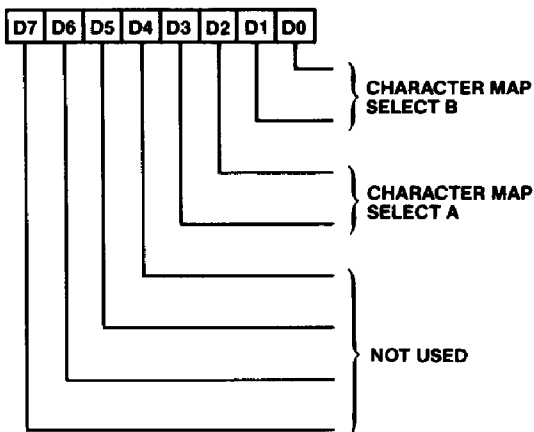 D7 D6 D5 D4 D3 D2 D1 D0
CHARACTER MAP
SELECT B
CHARACTER MAP
SELECT A
NOT USED